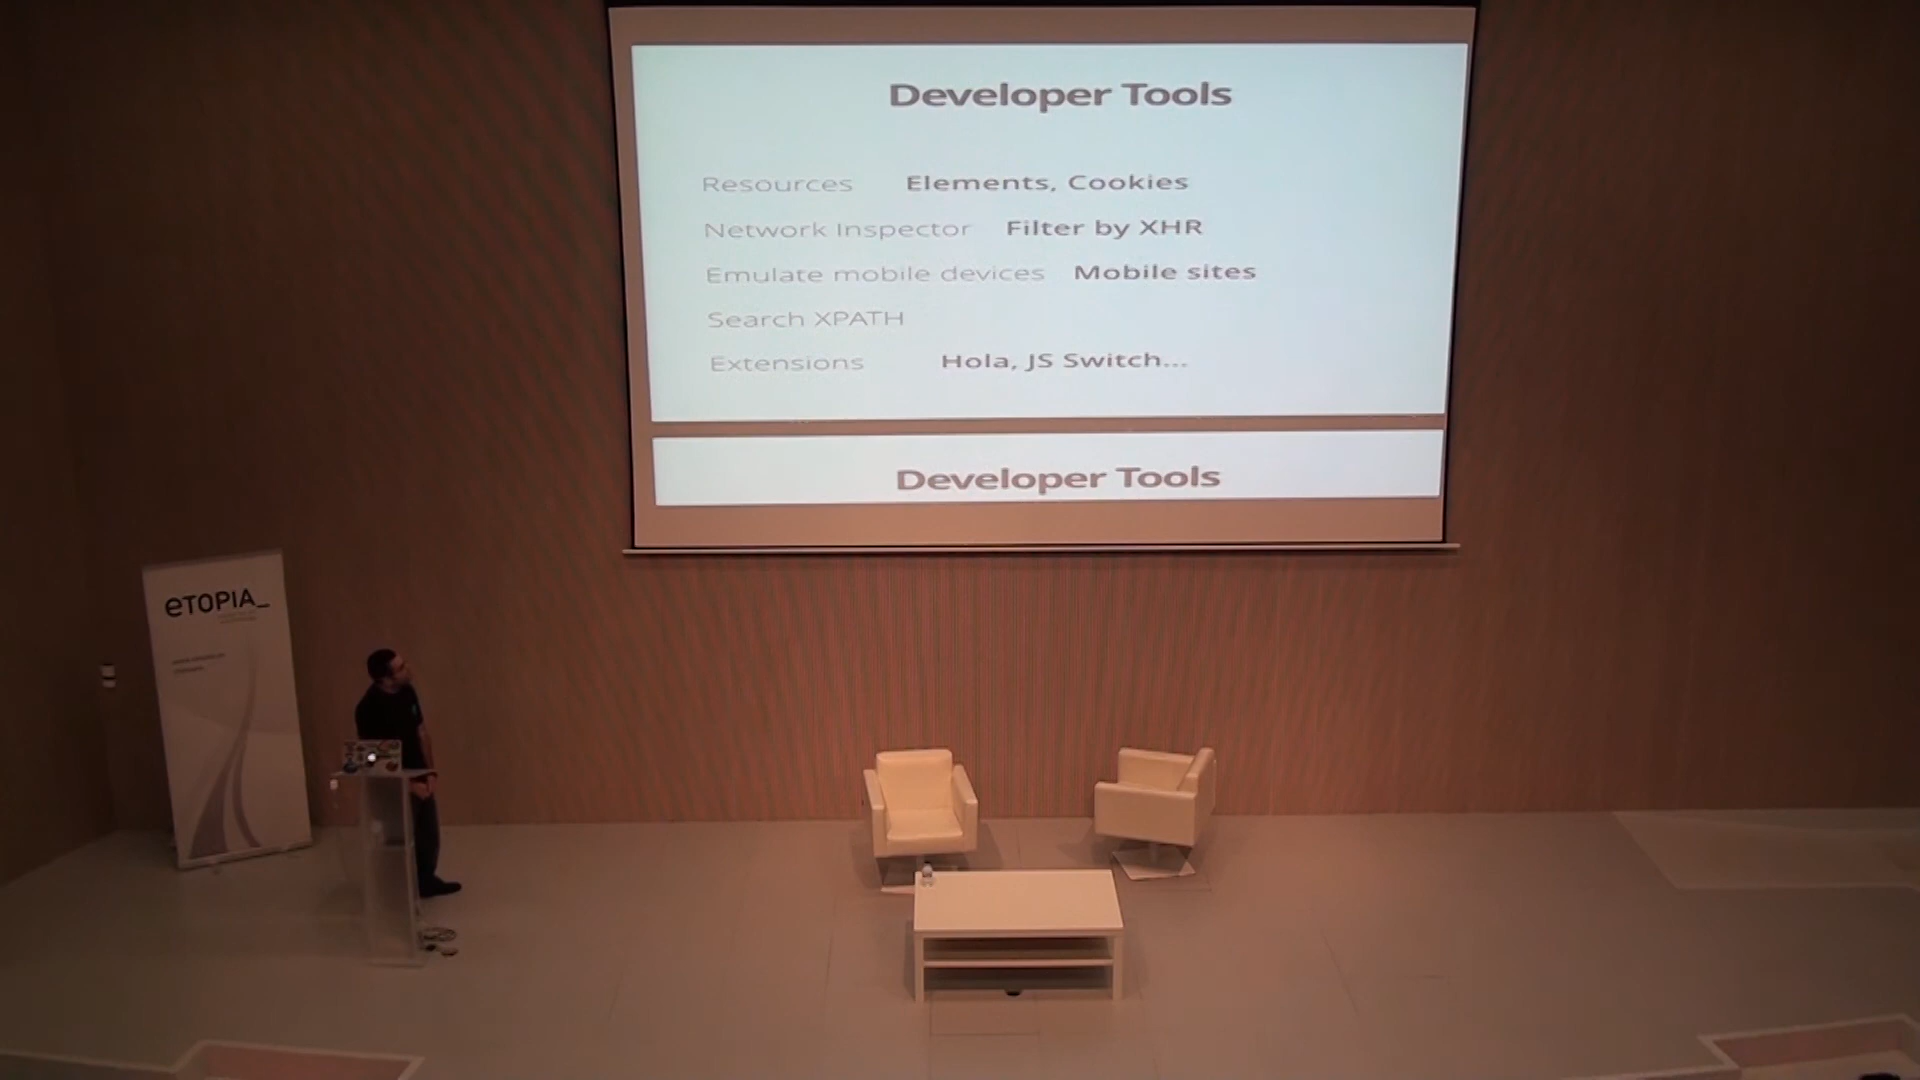 Developer Tools
Resources Elements, Cookies
Network Inspector Filter by XHR
Emulate mobile devices Mobile sites
Search XPATH
Extensions Hola, JS Switch...
Developer Tools
eTOPIA_